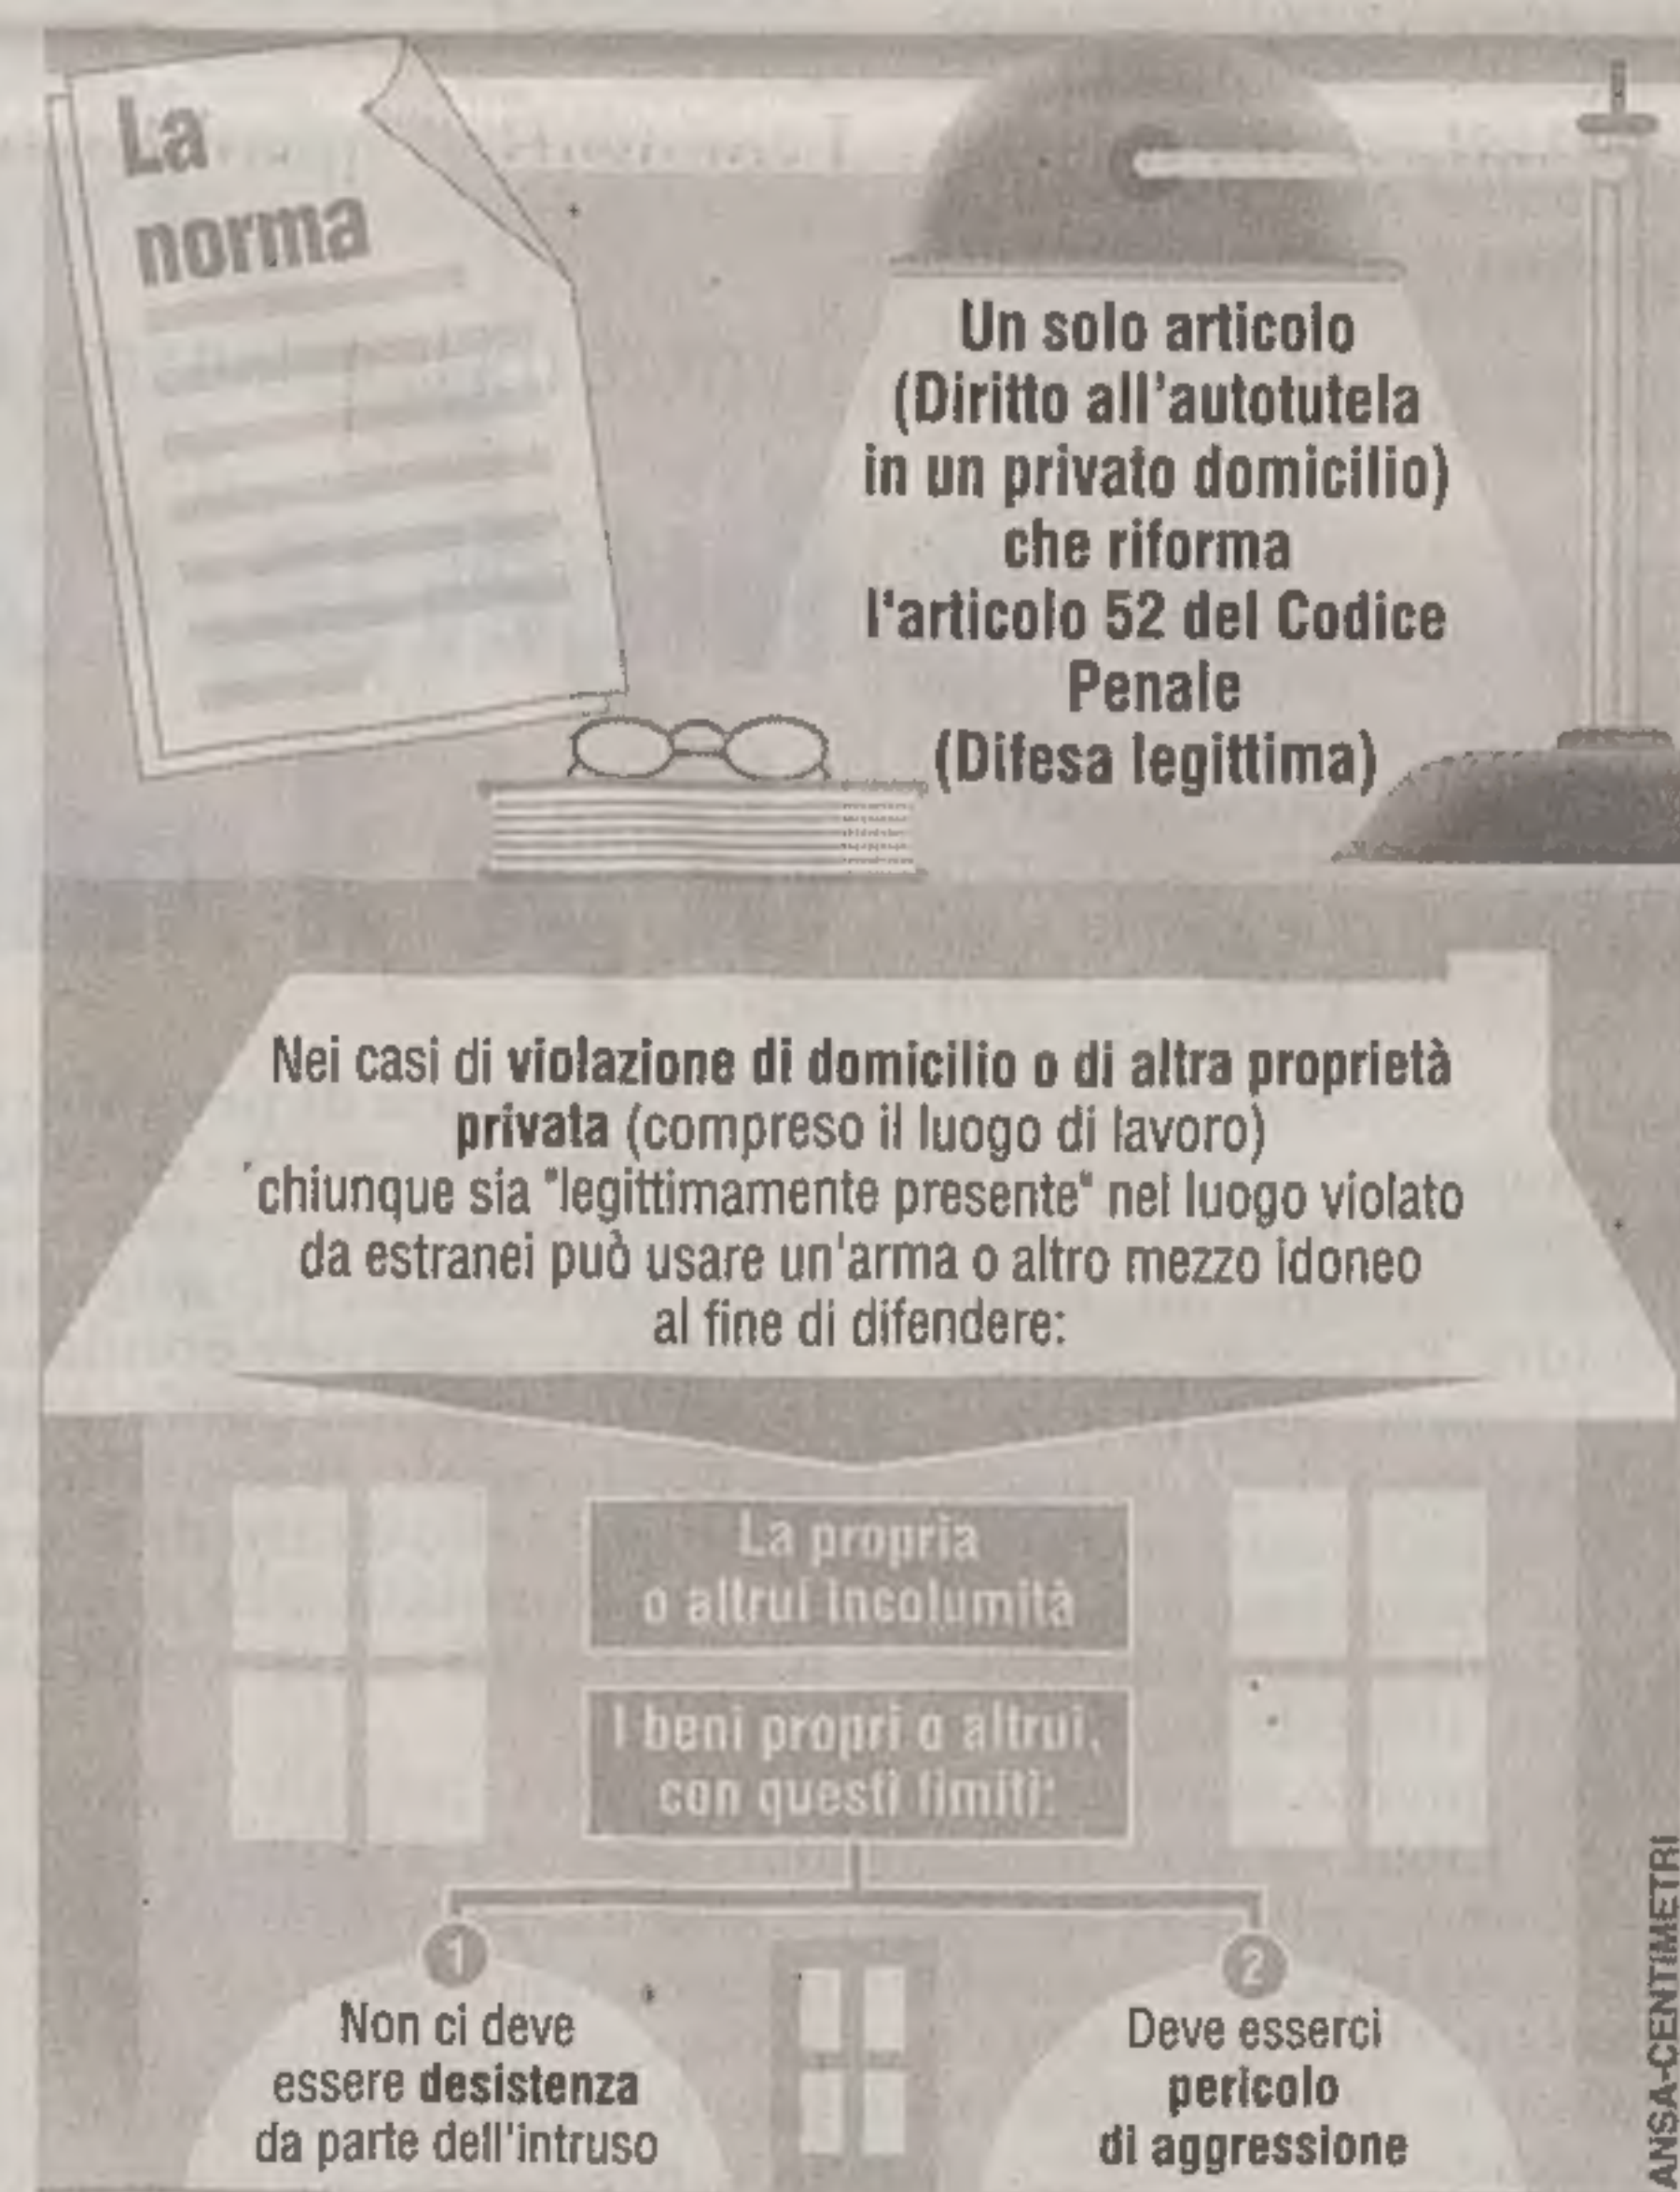 La
norma
Un solo articolo
(Diritto all'autotutela
in un privato domicilio)
che riforma
l'articolo 52 del Codice
Penale
(Difesa legittima)
Nei casi di violazione di domicilio o di altra proprietà
privata (compreso il luogo di lavoro)
chiunque sia "legittimamente presente" nel luogo violato
da estranei può usare un'arma o altro mezzo idoneo
al fine di difendere:
La propria
o altrui incolumità
I beni propri o altrui,
con questi limiti:
1
Non ci deve
essere desistenza
da parte dell'intruso
2
Deve esserci
pericolo
di aggressione
ANSA-CENTIMETRI